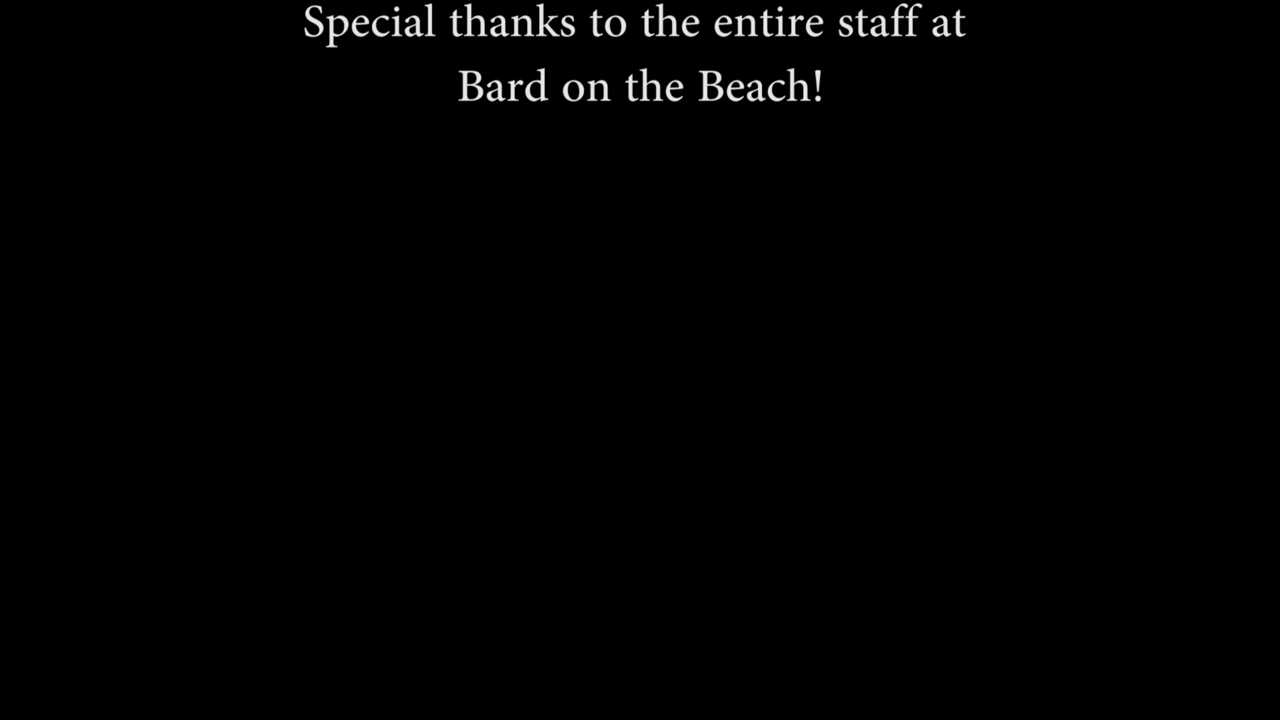 Special thanks to the entire staff at
Bard on the Beach!